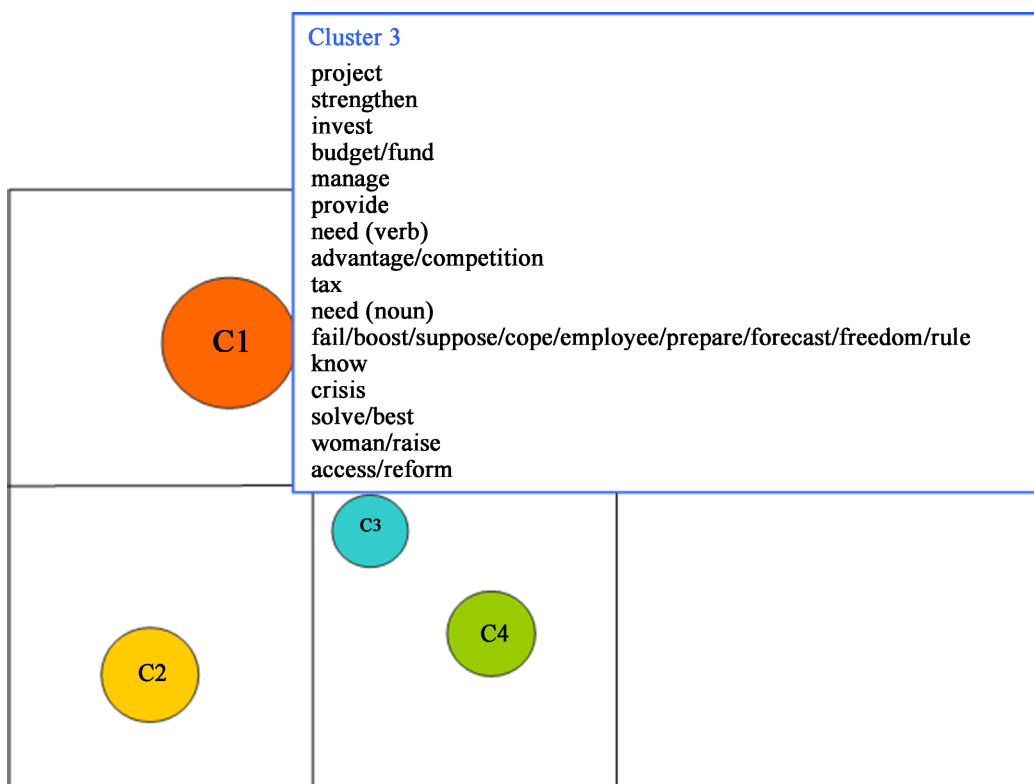 Cluster 3
project
strengthen
invest
budget/fund
manage
provide
need (verb)
advantage/competition
tax
need (noun)
fail/boost/suppose/cope/employee/prepare/forecast/freedom/rule
know
crisis
solve/best
woman/raise
access/reform
C1
C3
C4
C2